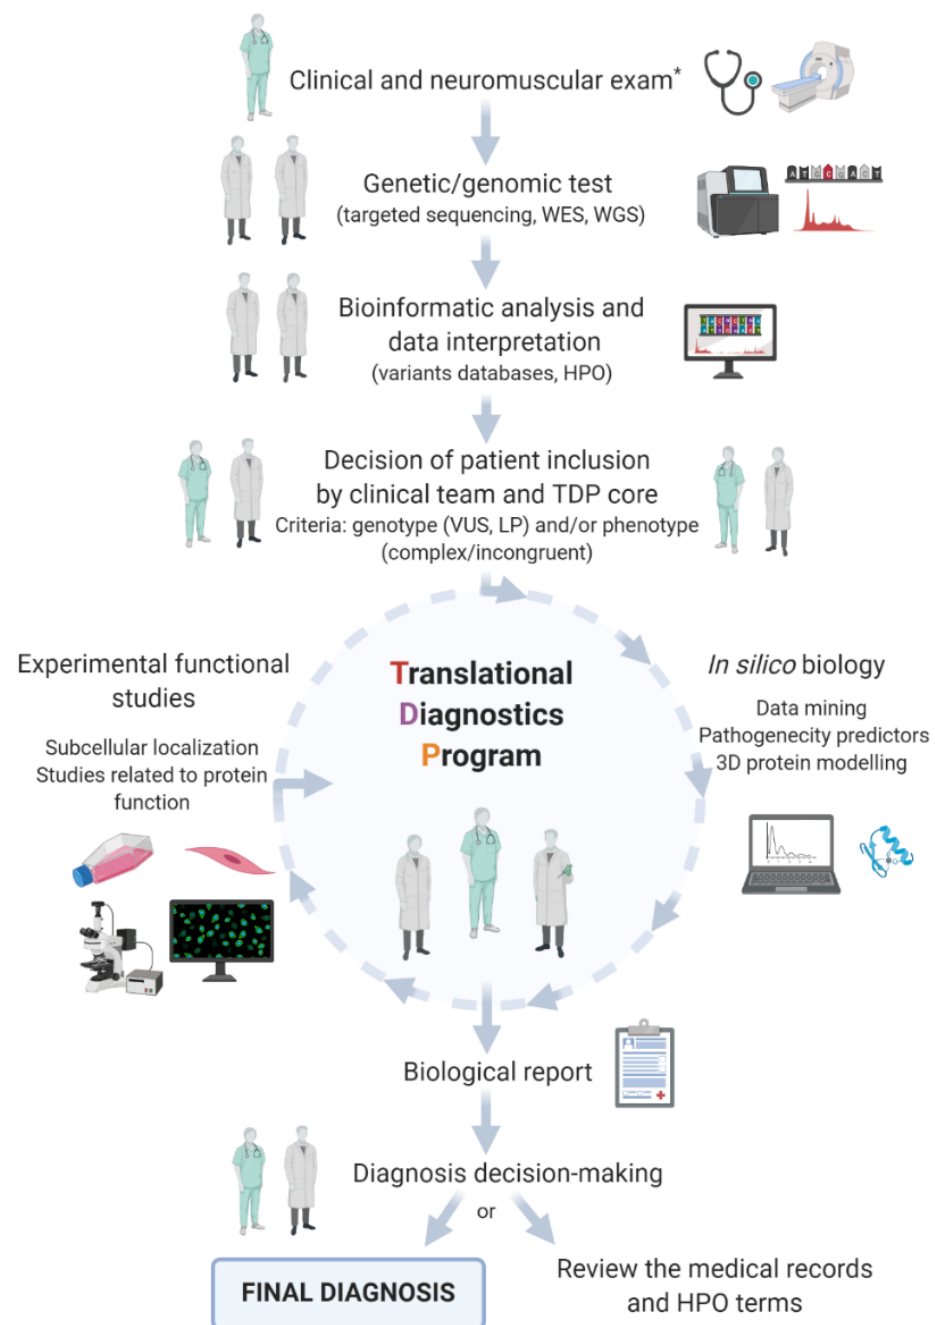 Clinical and neuromuscular exam*
Genetic/genomic test
(targeted sequencing, WES, WGS)
Bioinformatic analysis and
data interpretation
(variants databases, HPO)
Decision of patient inclusion
by clinical team and TDP core
Criteria: genotype (VUS, LP) and/or phenotype
(complex/incongruent)
Experimental functional
studies
Subcellular localization
Studies related to protein
function
Translational
Diagnostics
Program
In silico biology
Data mining
Pathogenecity predictors
3D protein modelling
Biological report
Diagnosis decision-making
or
FINAL DIAGNOSIS
Review the medical records
and HPO terms